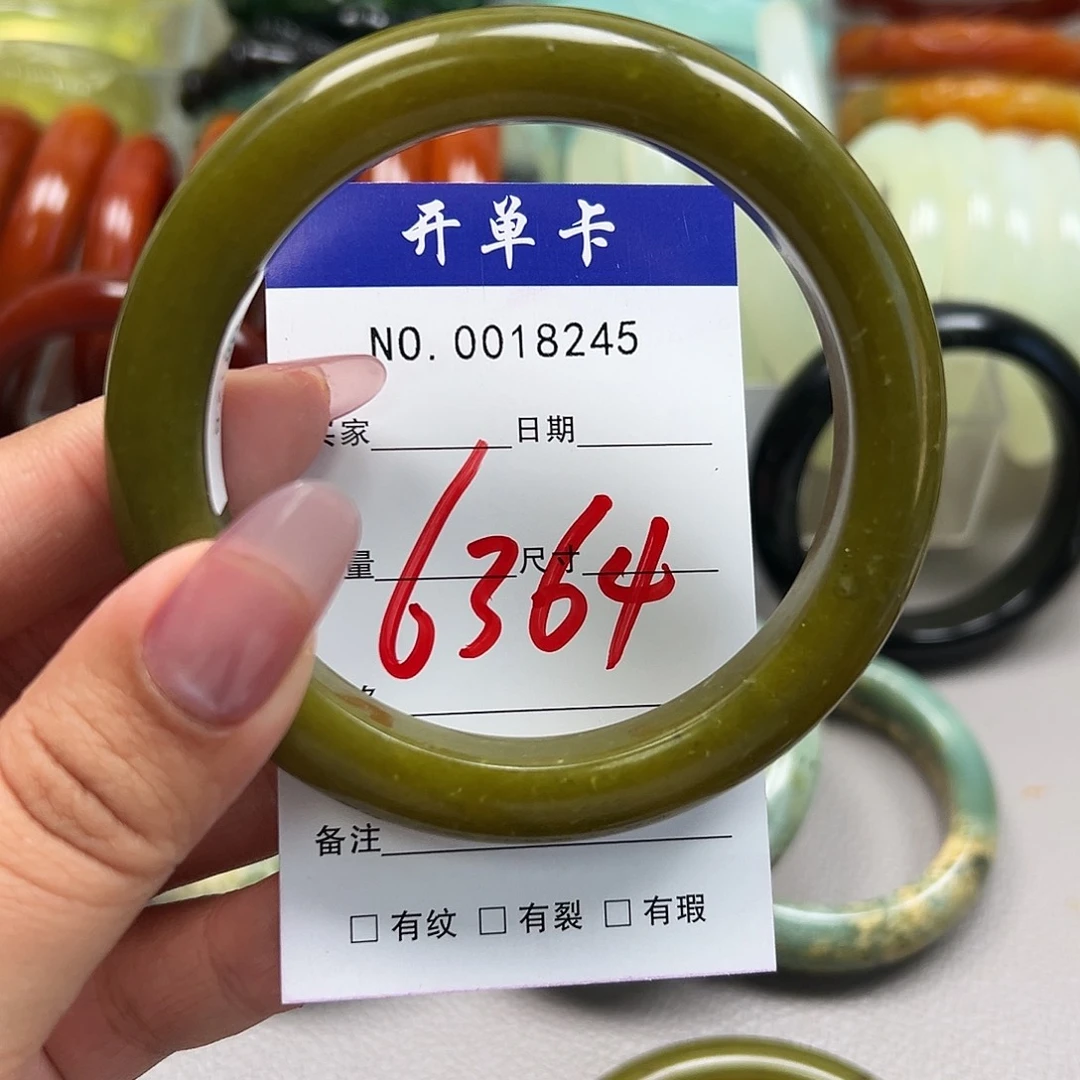 开单卡
NO. 0018245
家 日期
量 尺寸
6364
备注
□ 有纹 □ 有裂 □ 有瑕